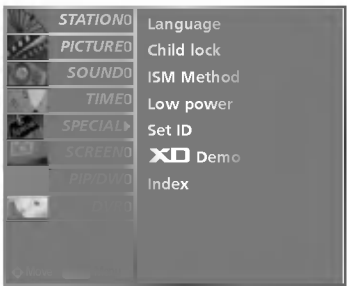 STATION
PICTURE
SOUND
TIME
SPECIAL
SCREEN
PIP/DW
Language
Child lock
ISM Method
Low power
Set ID
XD Demo
Index
Move